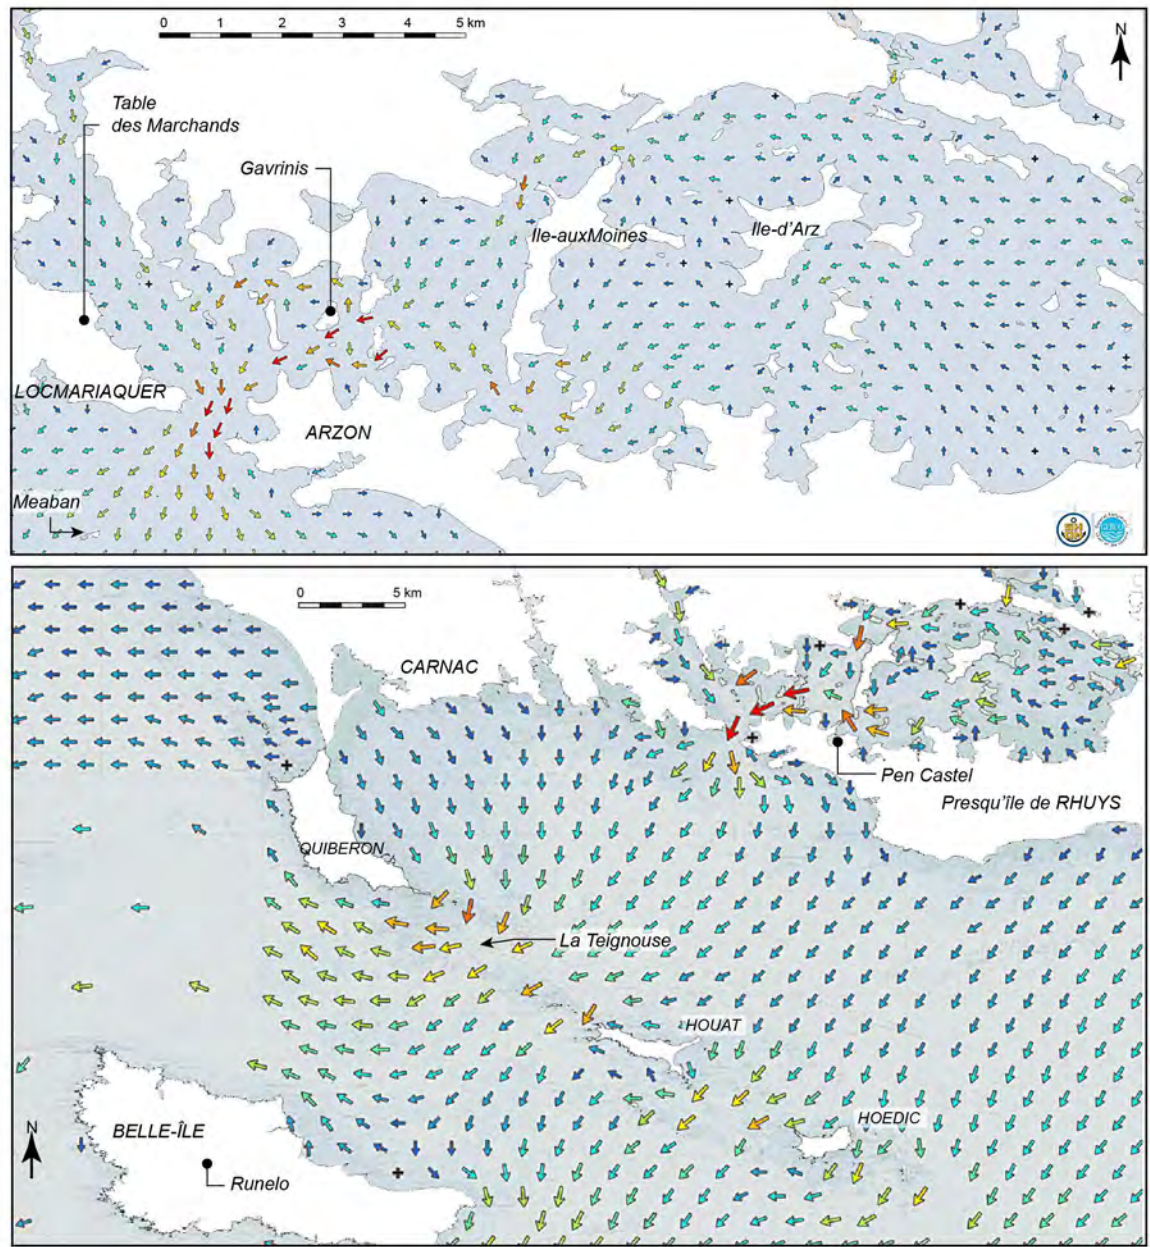 0 1 2 3 4 5 km
N
Table
des Marchands
Gavrinis
Ile-auxMoines
Ile-d'Arz
LOCMARIAQUER
ARZON
Meaban
0 5 km
CARNAC
Pen Castel
Presqu'île de RHUYS
QUIBERON
La Teignouse
HOUAT
HOEDIC
N
BELLE-ÎLE
Runelo